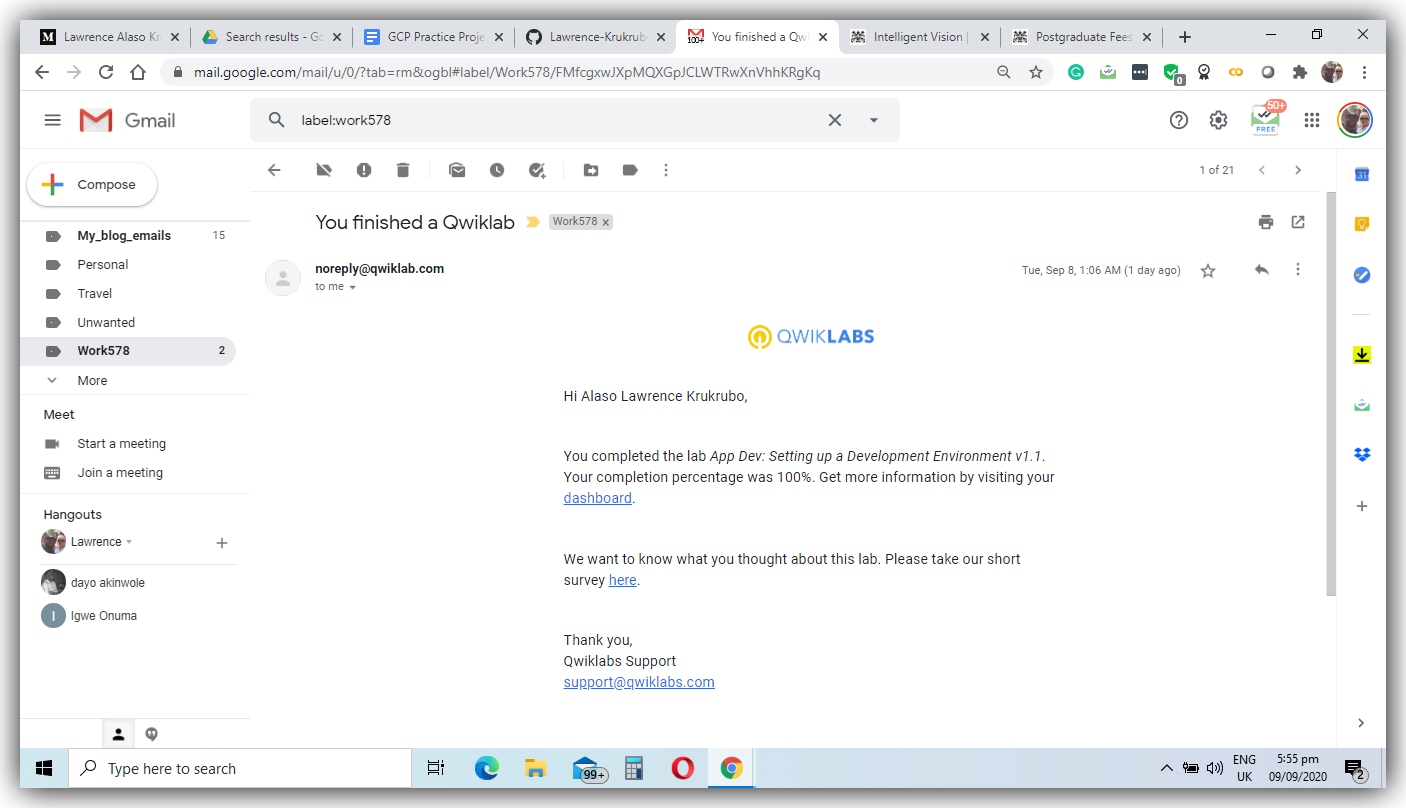 M Lawrence Alaso Kr
Search results - Go
GCP Practice Proje
Lawrence-Krukrub
100+ You finished a Qwi
Intelligent Vision |
Postgraduate Fees
mail.google.com/mail/u/0/?tab=rm&ogbl#label/Work578/FMfcgxwJXpMQXGpJCLWTRwXnVhhKRgKq
0
Gmail
label:work578
50+
FREE
Compose
1 of 21
31
My_blog_emails 15
Personal
Travel
Unwanted
Work578 2
More
Meet
Start a meeting
Join a meeting
Hangouts
Lawrence
dayo akinwole
I Igwe Onuma
You finished a Qwiklab Work578 x
noreply@qwiklab.com
to me
Tue, Sep 8, 1:06 AM (1 day ago)
QWIKLABS
Hi Alaso Lawrence Krukrubo,
You completed the lab App Dev: Setting up a Development Environment v1.1.
Your completion percentage was 100%. Get more information by visiting your
dashboard.
We want to know what you thought about this lab. Please take our short
survey here.
Thank you,
Qwiklabs Support
support@qwiklabs.com
Type here to search
99+
ENG
UK
5:55 pm
09/09/2020
2